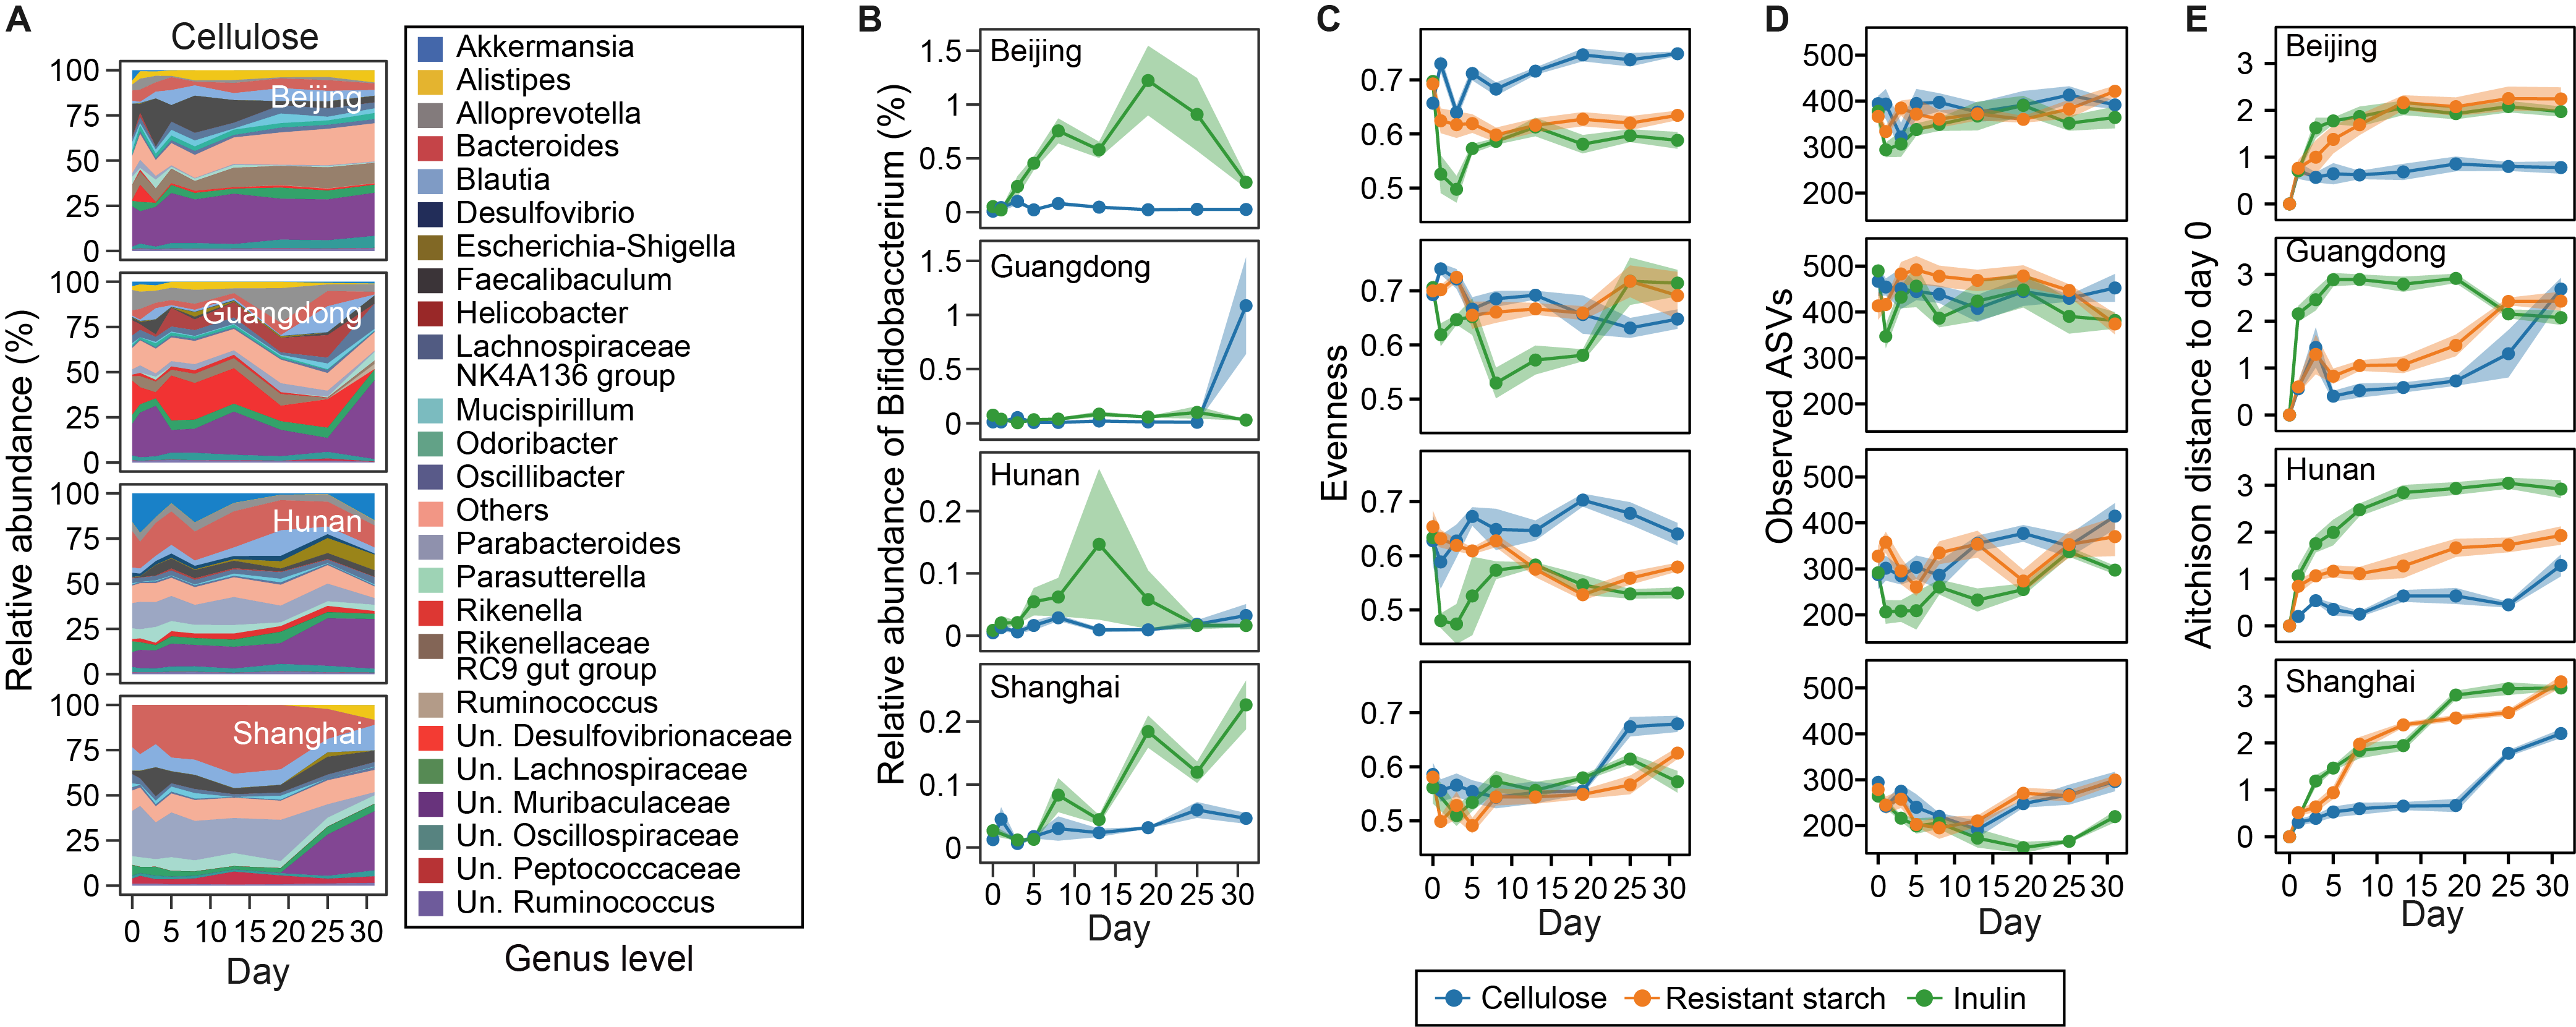 A
Cellulose
Relative abundance (%)
100
75
50
25
0
Beijing
100
75
50
25
0
Guangdong
100
75
50
25
0
Hunan
100
75
50
25
0
Shanghai
0 5 10 15 20 25 30
Day
Akkermansia
Alistipes
Alloprevotella
Bacteroides
Blautia
Desulfovibrio
Escherichia-Shigella
Faecalibaculum
Helicobacter
Lachnospiraceae
NK4A136 group
Mucispirillum
Odoribacter
Oscillibacter
Others
Parabacteroides
Parasutterella
Rikenella
Rikenellaceae
RC9 gut group
Ruminococcus
Un. Desulfovibrionaceae
Un. Lachnospiraceae
Un. Muribaculaceae
Un. Oscillospiraceae
Un. Peptococcaceae
Un. Ruminococcus
Genus level
B
Relative abundance of Bifidobaccterium (%)
Beijing
1.5
1
0.5
0
Guangdong
1.5
1
0.5
0
Hunan
0.2
0.1
0
Shanghai
0.2
0.1
0
0 5 10 15 20 25 30
Day
C
Evenness
0.7
0.6
0.5
0.7
0.6
0.5
0.7
0.6
0.5
0.7
0.6
0.5
0 5 10 15 20 25 30
Day
D
Observed ASVs
500
400
300
200
500
400
300
200
500
400
300
200
500
400
300
200
0 5 10 15 20 25 30
Day
E
Aitchison distance to day 0
Beijing
3
2
1
0
Guangdong
3
2
1
0
Hunan
3
2
1
0
Shanghai
3
2
1
0
0 5 10 15 20 25 30
Day
Cellulose Resistant starch Inulin